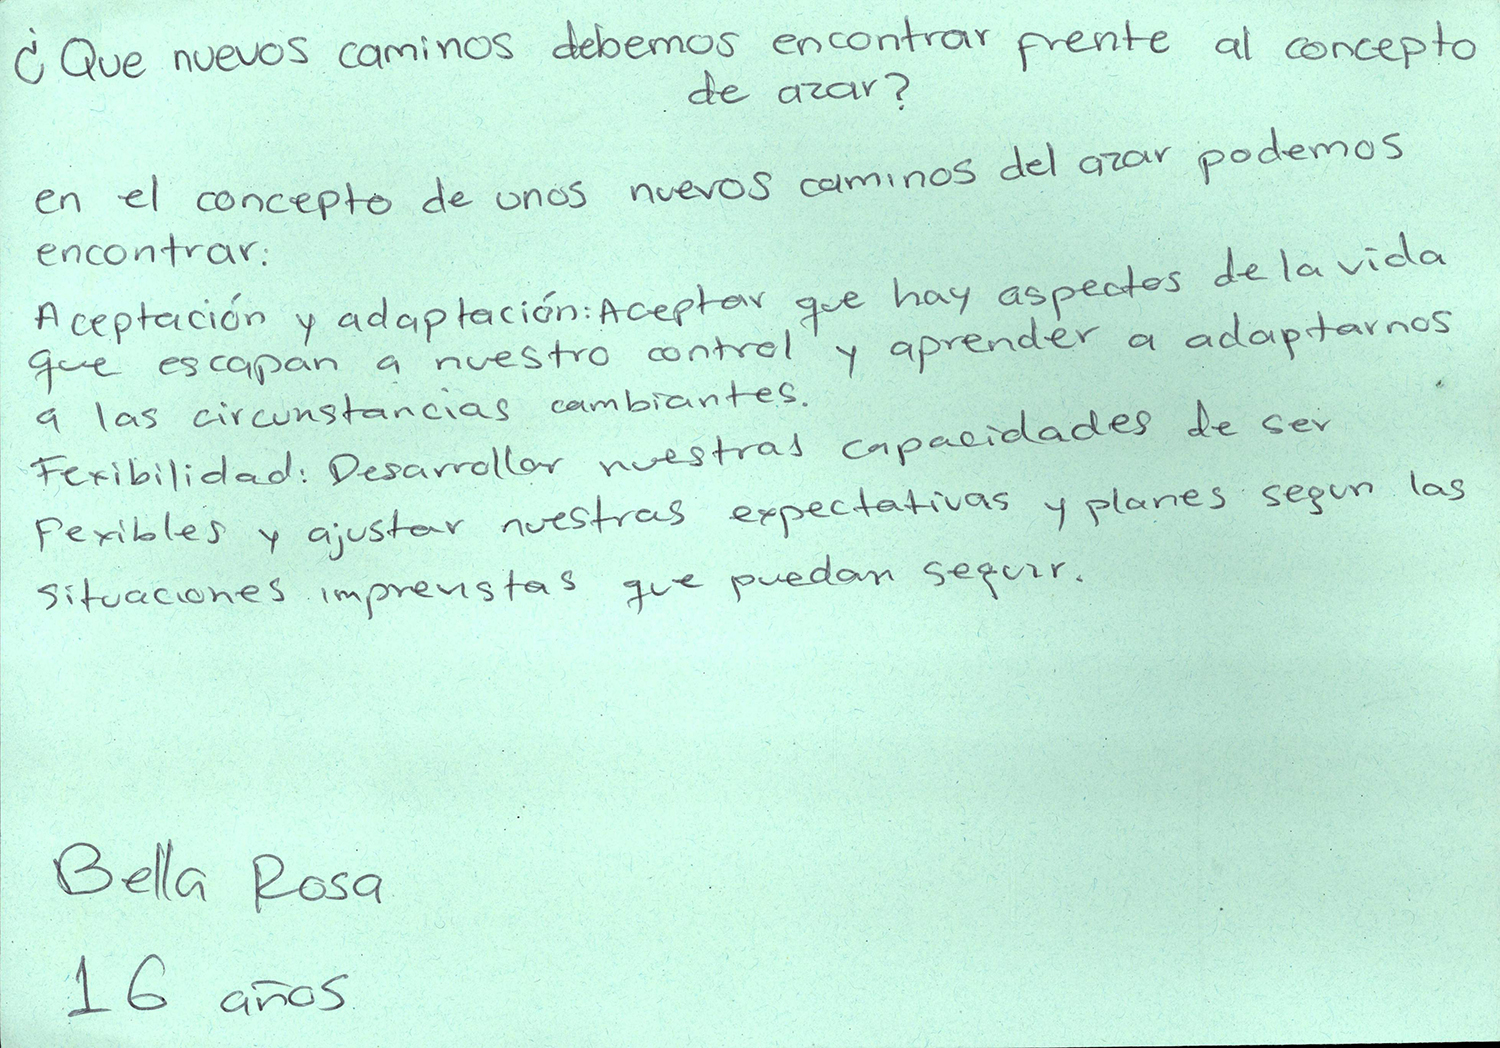 ¿Que nuevos caminos debemos encontrar frente al concepto
de azar?
en el concepto de unos nuevos caminos del azar podemos
encontrar:
Aceptación y adaptación: Aceptar que hay aspectos de la vida
que escapan a nuestro control y aprender a adaptarnos
a las circunstancias cambiantes.
Fexibilidad: Desarrollar nuestras capacidades de ser
fexibles y ajustar nuestras expectativas y planes segun las
situaciones imprevistas que puedan seguir.
Bella Rosa
16 años